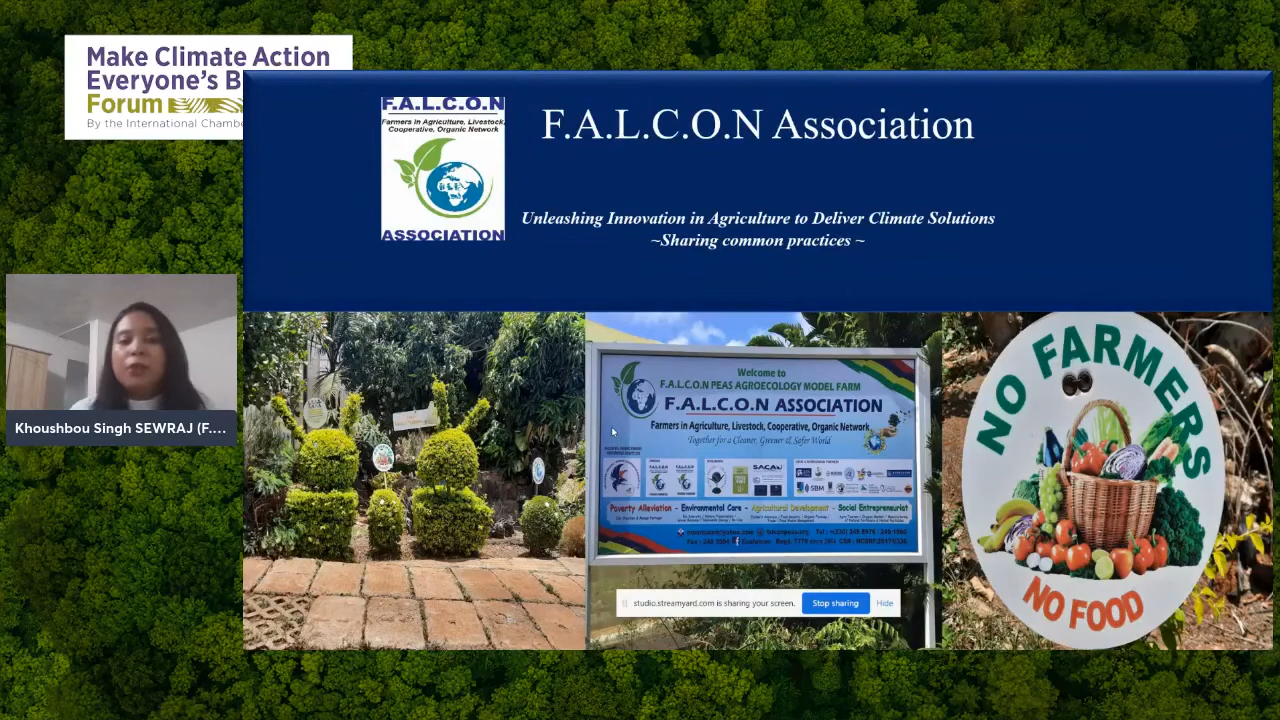 Make Climate Action
Everyone's B
Forum
By the International Chambe
F.A.L.C.O.N
Farmers in Agriculture, Livestock,
Cooperative, Organic Network
ASSOCIATION
F.A.L.C.O.N Association
Unleashing Innovation in Agriculture to Deliver Climate Solutions
~Sharing common practices ~
Khoushbou Singh SEWRAJ (F....
Welcome to
F.A.L.C.O.N PEAS AGROECOLOGY MODEL FARM
F.A.L.C.O.N ASSOCIATION
Farmers in Agriculture, Livestock, Cooperative, Organic Network
Together for a Cleaner, Greener & Safer World
SACAU
SBM
Poverty Alleviation - Environmental Care - Agricultural Development - Social Entrepreneurial
studio.streamyard.com is sharing your screen.
Stop sharing
Hide
NO FARMERS
NO FOOD